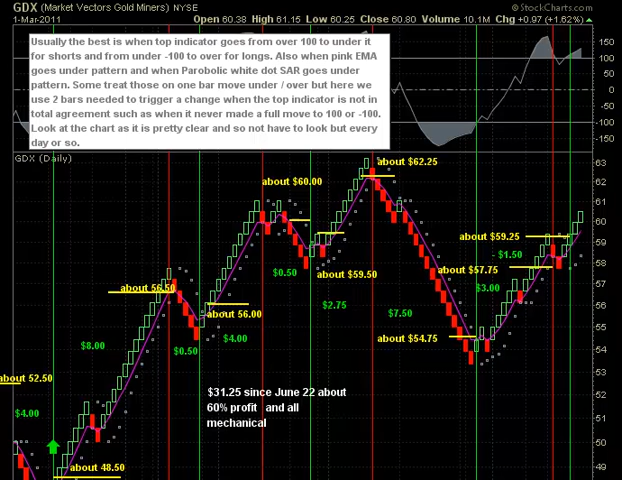 GDX (Market Vectors Gold Miners) NYSE
© StockCharts.com
1-Mar-2011
Open 60.38 High 61.15 Low 60.25 Close 60.80 Volume 10.1M Chg +0.97 (+1.62%)
Usually the best is when top indicator goes from over 100 to under it
for shorts and from under -100 to over for longs. Also when pink EMA
goes under pattern and when Parobolic white dot SAR goes under
pattern. Some treat those on one bar move under / over but here we
use 2 bars needed to trigger a change when the top indicator is not in
total agreement such as when it never made a full move to 100 or -100.
Look at the chart as it is pretty clear and so not have to look but every
day or so.
150
100
50
0
-50
-100
-150
GDX (Daily)
63
62
61
60
59
58
57
56
55
54
53
52
51
50
49
about $62.25
about $60.00
about $59.25
- $1.50
$0.50
about $59.50
about $57.75
about 56.50
$3.00
$2.75
about 56.00
$7.50
$8.00
$0.50
$4.00
about $54.75
about 52.50
$4.00
$31.25 since June 22 about
60% profit and all
mechanical
about 48.50